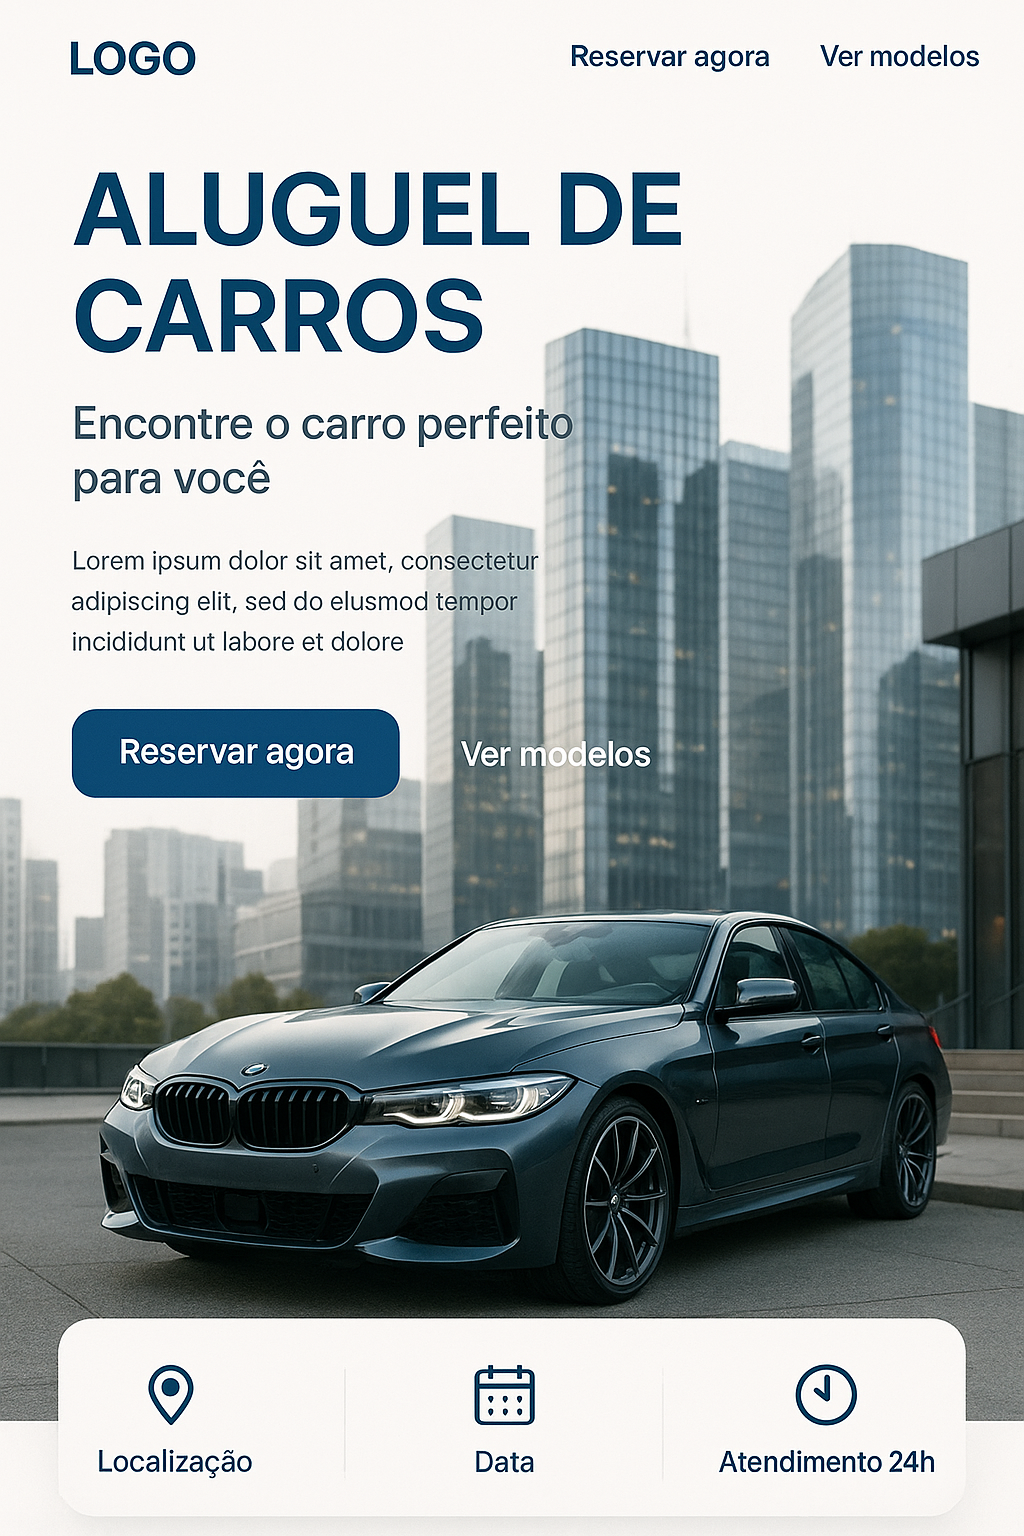 LOGO
Reservar agora
Ver modelos
ALUGUEL DE
CARROS
Encontre o carro perfeito
para você
Lorem ipsum dolor sit amet, consectetur
adipiscing elit, sed do elusmod tempor
incididunt ut labore et dolore
Reservar agora
Ver modelos
Localização
Data
Atendimento 24h